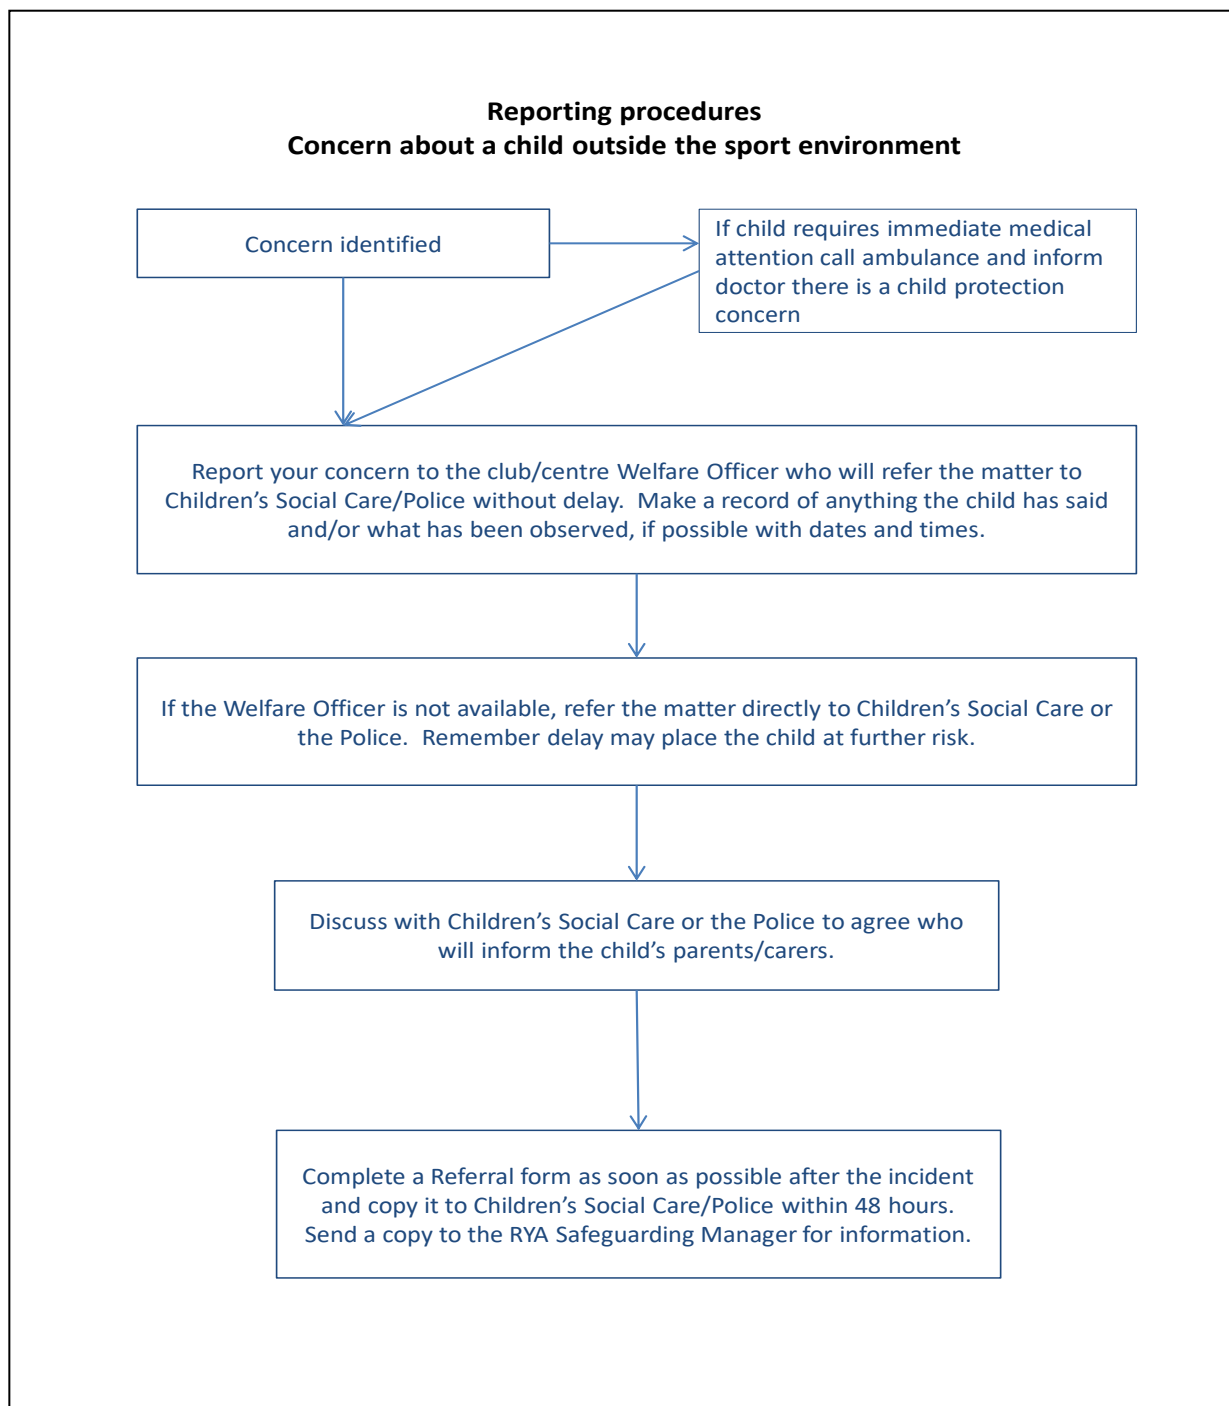 Reporting procedures
Concern about a child outside the sport environment
Concern identified
If child requires immediate medical
attention call ambulance and inform
doctor there is a child protection
concern
Report your concern to the club/centre Welfare Officer who will refer the matter to
Children’s Social Care/Police without delay.  Make a record of anything the child has said
and/or what has been observed, if possible with dates and times.
If the Welfare Officer is not available, refer the matter directly to Children’s Social Care or
the Police.  Remember delay may place the child at further risk.
Discuss with Children’s Social Care or the Police to agree who
will inform the child’s parents/carers.
Complete a Referral form as soon as possible after the incident
and copy it to Children’s Social Care/Police within 48 hours.
Send a copy to the RYA Safeguarding Manager for information.